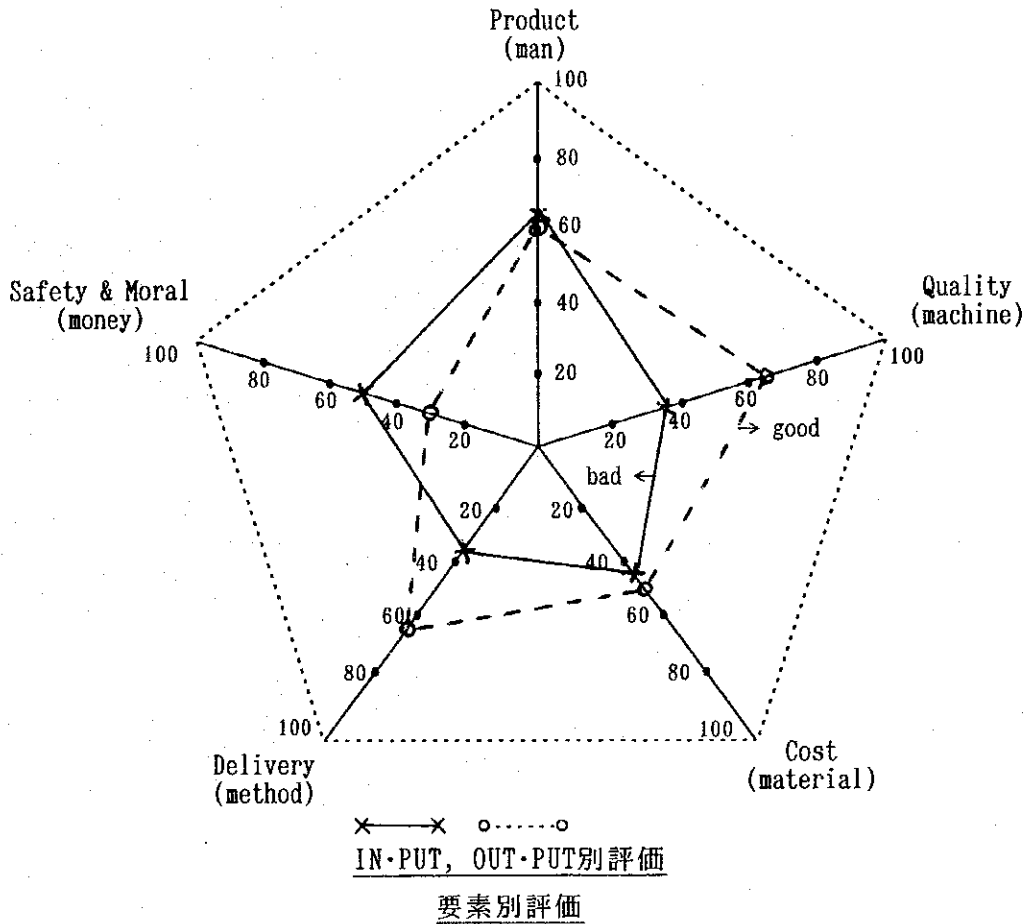 Product
(man)
100
80
60
40
20
Safety & Moral
(money)
100
80
60
40
20
Quality
(machine)
100
80
60
40
20
good
bad
20
40
60
80
100
Delivery
(method)
20
40
60
80
100
Cost
(material)
IN・PUT, OUT・PUT別評価
要素別評価